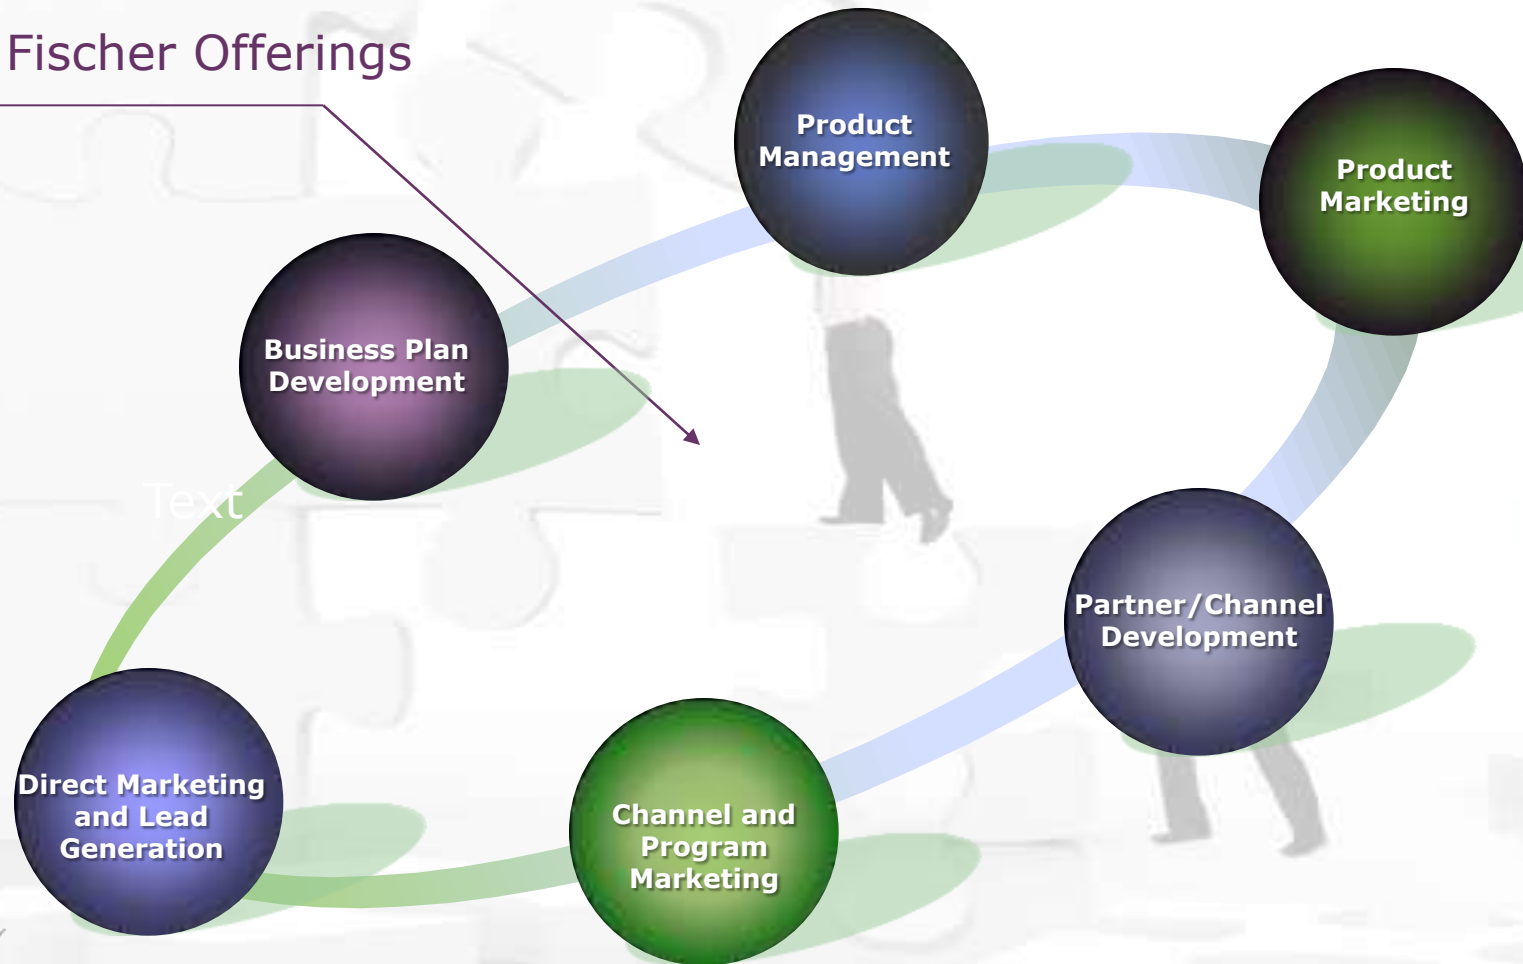 Fischer Offerings
Product
Management
Product
Marketing
Business Plan
Development
Text
Partner/Channel
Development
Direct Marketing
and Lead
Generation
Channel and
Program
Marketing